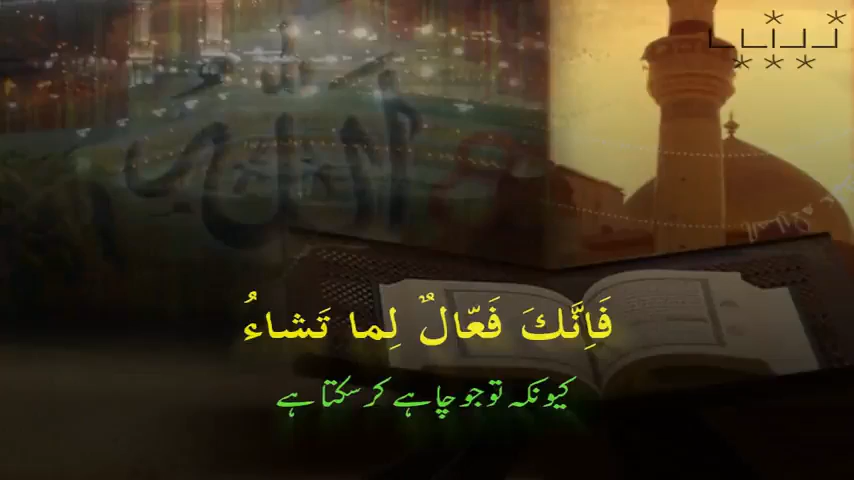 فَاِنَّكَ فَعّالٌ لِما تَشاءُ
کیونکہ تو جو چاہے کر سکتا ہے